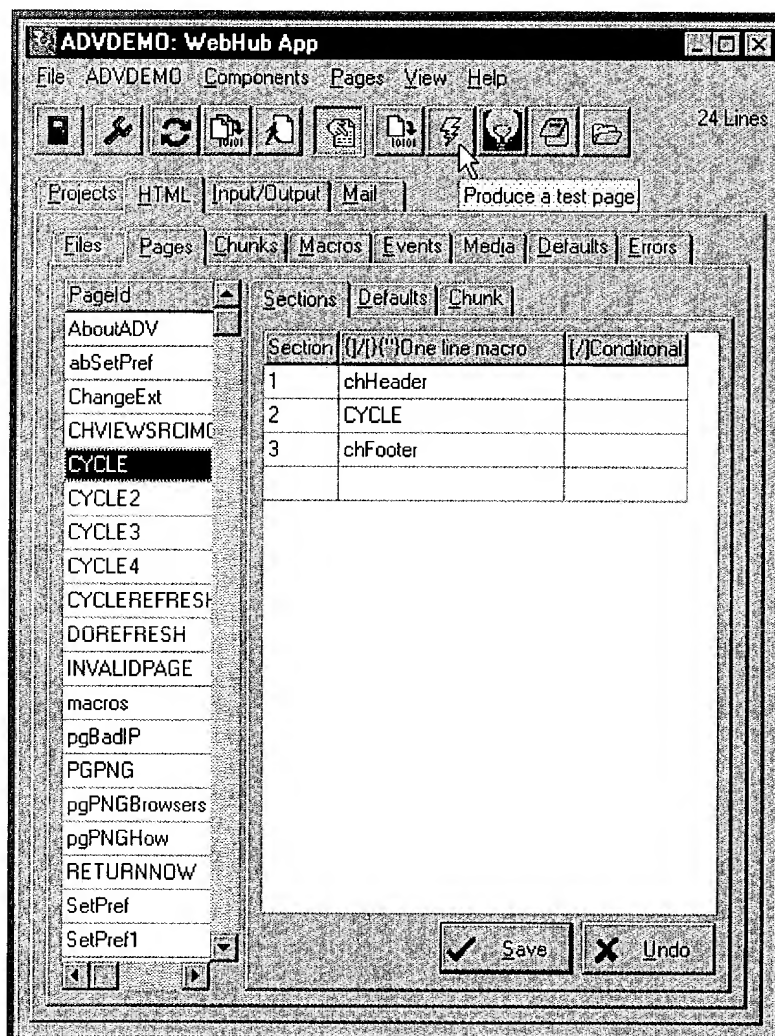 ADVDEMO: WebHub App
File ADVDEMO Components Pages View Help
24 Lines
Produce a test page
Projects HTML Input/Output Mail
Files Pages Chunks Macros Events Media Defaults Errors
PageId
AboutADV
abSetPref
ChangeExt
CHVIEWSRCIMG
CYCLE
CYCLE2
CYCLE3
CYCLE4
CYCLEREFRESH
DOREFRESH
INVALIDPAGE
macros
pgBadIP
PGPNG
pgPNGBrowsers
pgPNGHow
RETURNNOW
SetPref
SetPref1
Sections Defaults Chunk
Section (]/[}{"}One line macro [/]Conditional
1 chHeader
2 CYCLE
3 chFooter
Save Undo